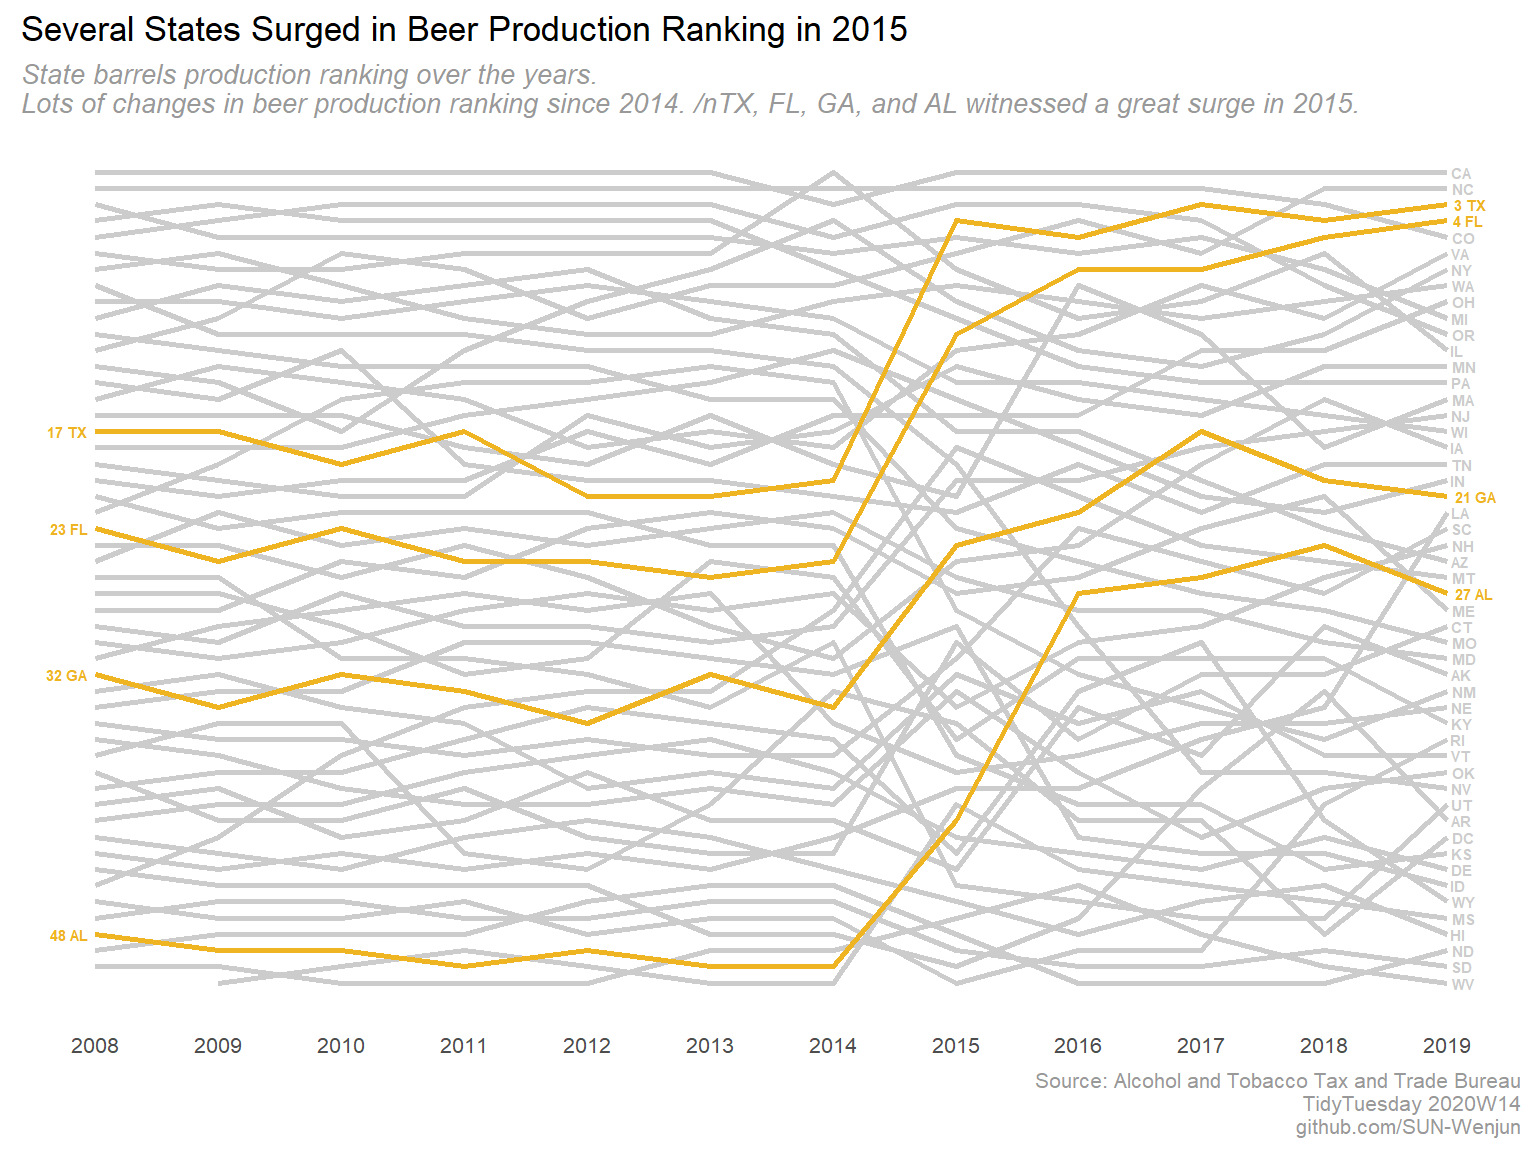 Several States Surged in Beer Production Ranking in 2015
State barrels production ranking over the years.
Lots of changes in beer production ranking since 2014. /nTX, FL, GA, and AL witnessed a great surge in 2015.
CA
NC
3 TX
4 FL
CO
VA
NY
WA
OH
MI
OR
IL
MN
PA
MA
NJ
17 TX
WI
IA
TN
IN
21 GA
LA
23 FL
SC
NH
AZ
MT
27 AL
ME
CT
MO
MD
32 GA
AK
NM
NE
KY
RI
VT
OK
NV
UT
AR
DC
KS
DE
ID
WY
MS
48 AL
HI
ND
SD
WV
2008 2009 2010 2011 2012 2013 2014 2015 2016 2017 2018 2019
Source: Alcohol and Tobacco Tax and Trade Bureau
TidyTuesday 2020W14
github.com/SUN-Wenjun